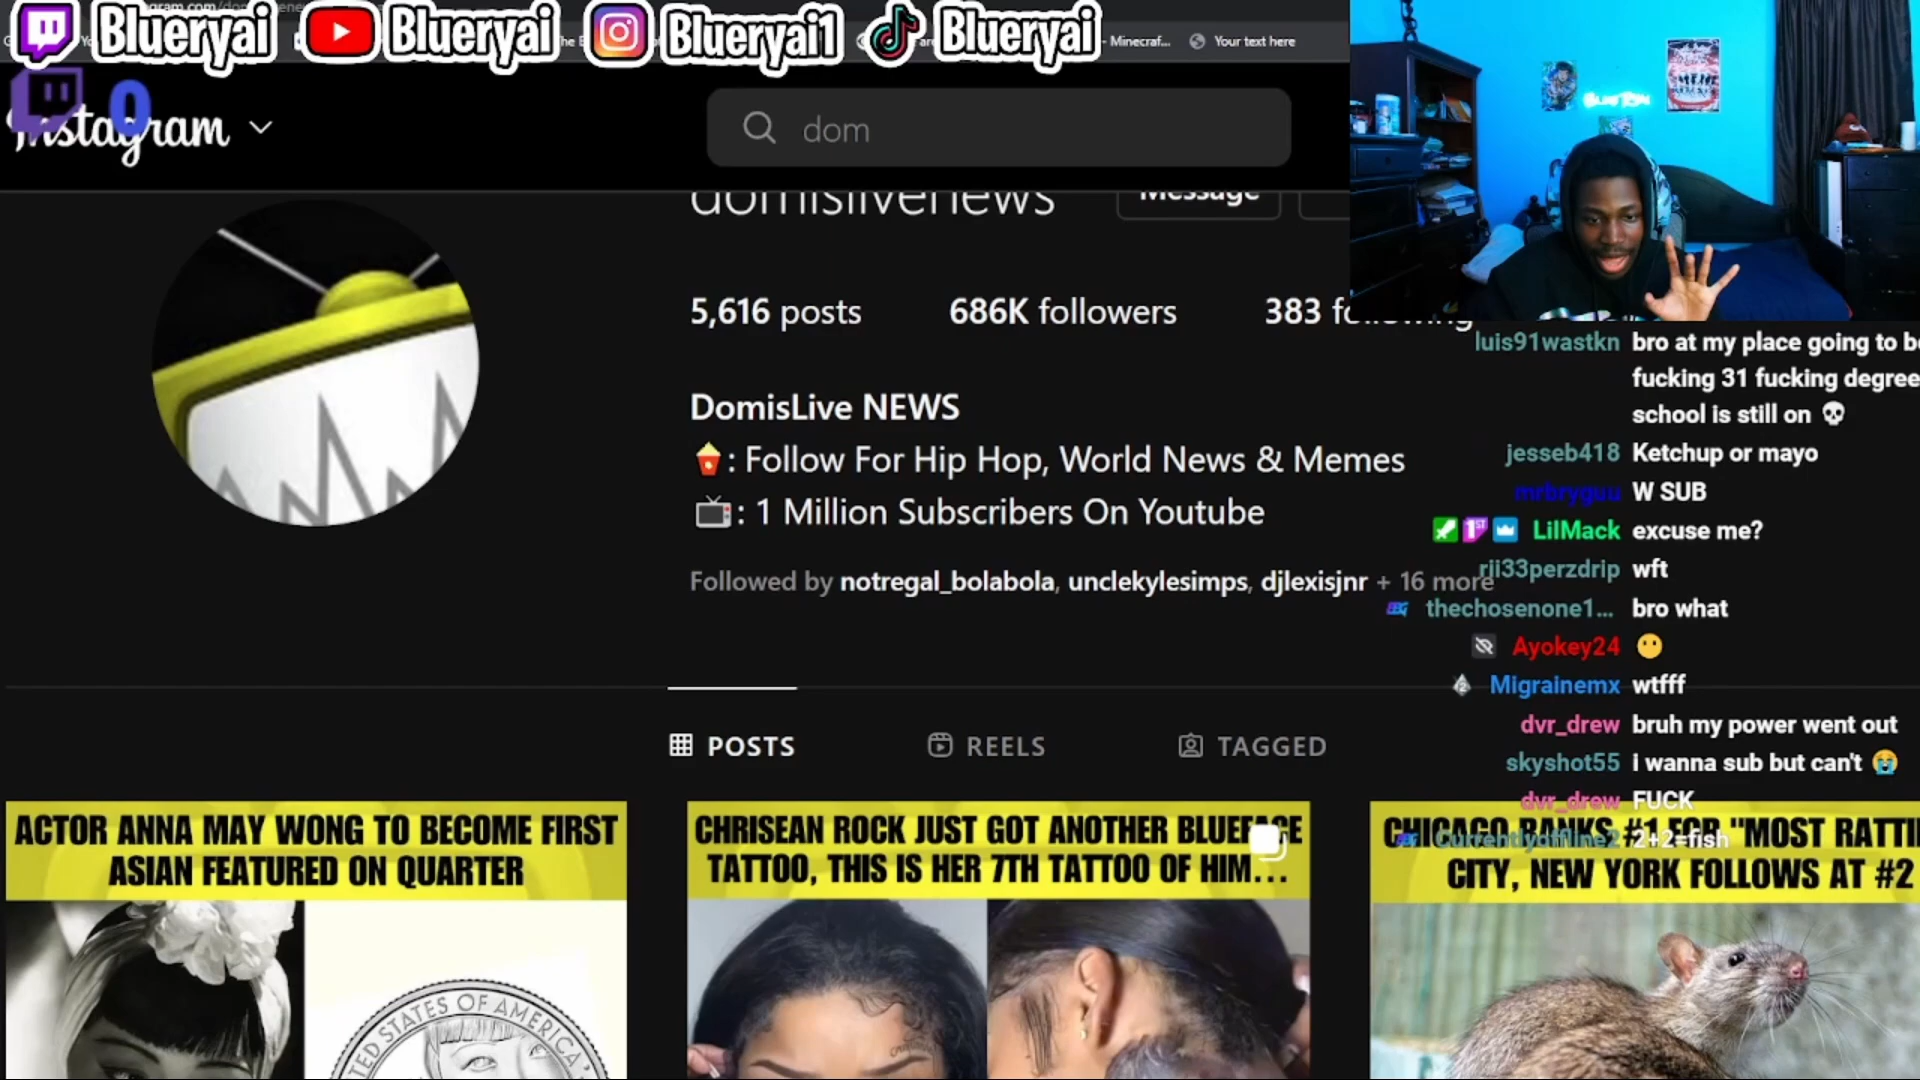 Blueryai
Blueryai
Blueryai1
Blueryai
Minecraf...
Your text here
0
Instagram
dom
domislivenews
Message
5,616 posts
686K followers
383 following
DomisLive NEWS
🍿: Follow For Hip Hop, World News & Memes
📺: 1 Million Subscribers On Youtube
Followed by notregal_bolabola, unclekylesimps, djlexisjnr + 16 more
POSTS
REELS
TAGGED
ACTOR ANNA MAY WONG TO BECOME FIRST
ASIAN FEATURED ON QUARTER
STATES OF AMERICA
CHRISEAN ROCK JUST GOT ANOTHER BLUEFACE
TATTOO, THIS IS HER 7TH TATTOO OF HIM...
CHICAGO RANKS #1 FOR "MOST RATTI
CITY, NEW YORK FOLLOWS AT #2
luis91wastkn bro at my place going to be
fucking 31 fucking degree
school is still on 💀
jesseb418 Ketchup or mayo
mrbryguu W SUB
LilMack excuse me?
rji33perzdrip wft
thechosenone1... bro what
Ayokey24 😶
Migrainemx wtfff
dvr_drew bruh my power went out
skyshot55 i wanna sub but can't 😭
dvr_drew FUCK
Currentlyoffline2 2+2=fish